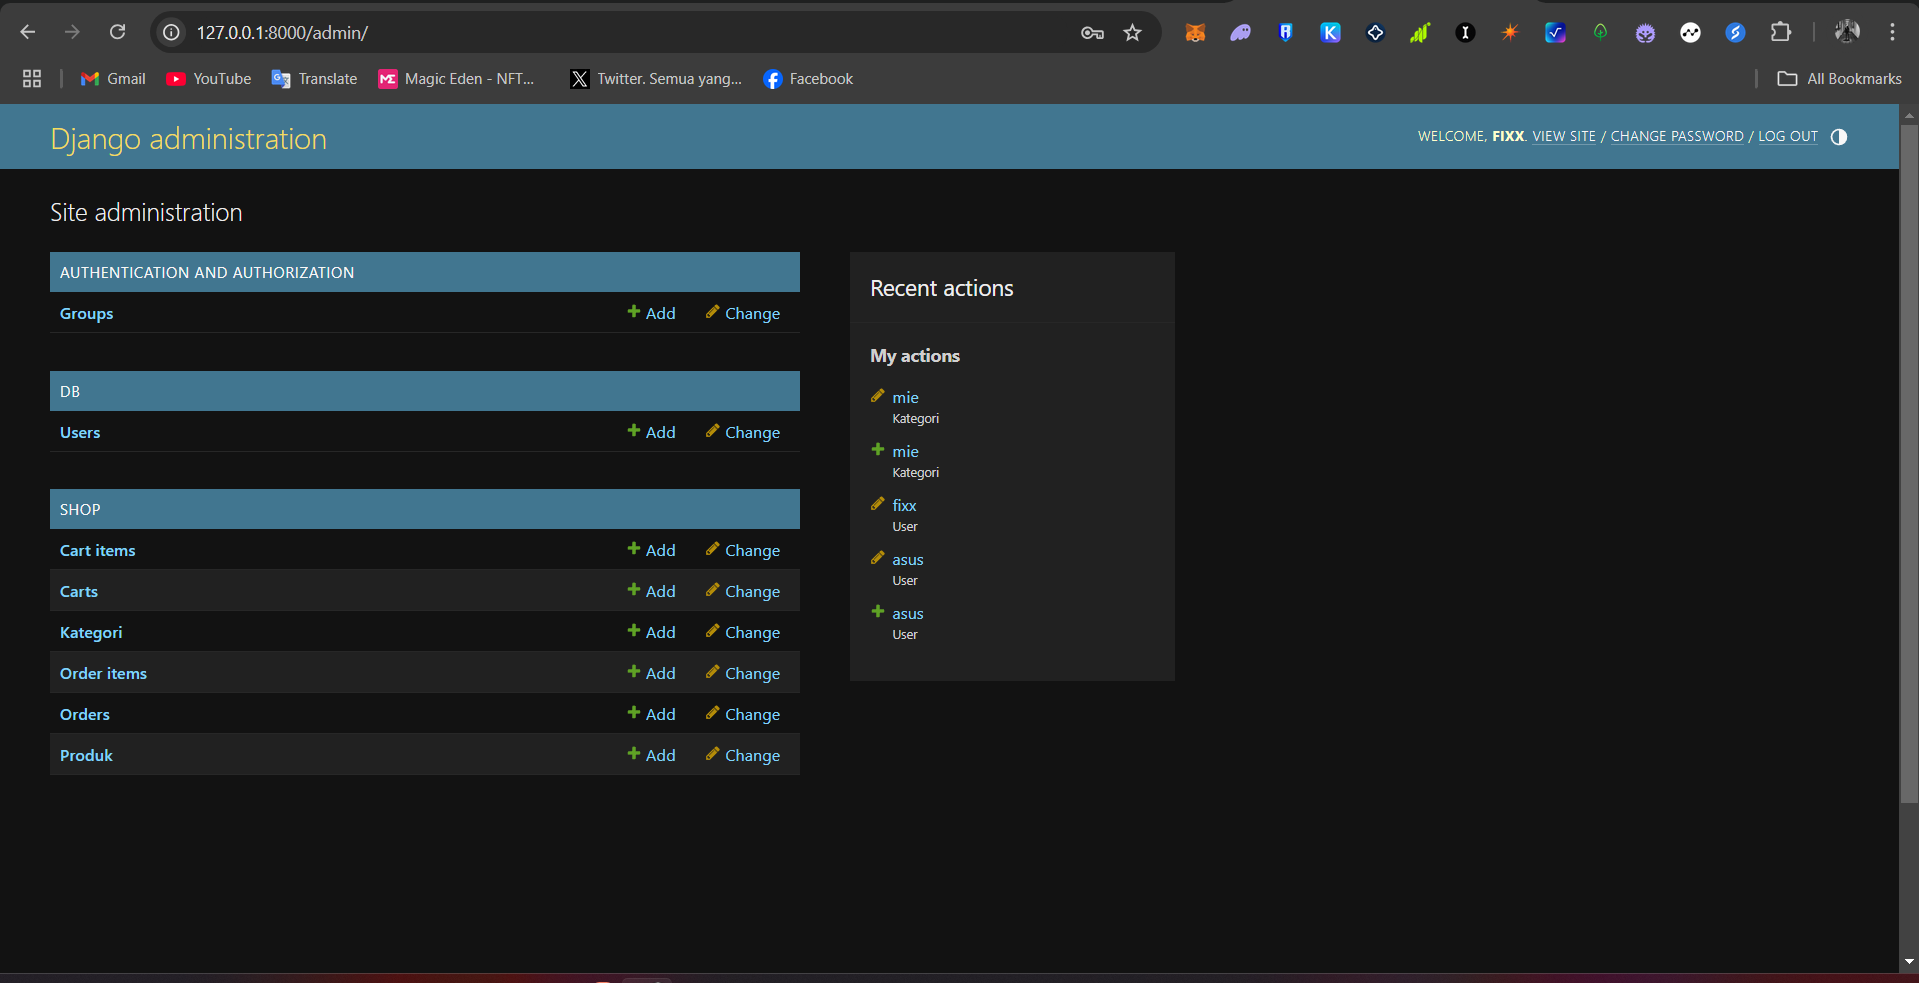 127.0.0.1:8000/admin/
Gmail
YouTube
Translate
Magic Eden - NFT...
Twitter. Semua yang...
Facebook
All Bookmarks
Django administration
WELCOME, FIXX. VIEW SITE / CHANGE PASSWORD / LOG OUT
Site administration
AUTHENTICATION AND AUTHORIZATION
Groups Add Change
DB
Users Add Change
SHOP
Cart items Add Change
Carts Add Change
Kategori Add Change
Order items Add Change
Orders Add Change
Produk Add Change
Recent actions
My actions
mie
Kategori
mie
Kategori
fixx
User
asus
User
asus
User